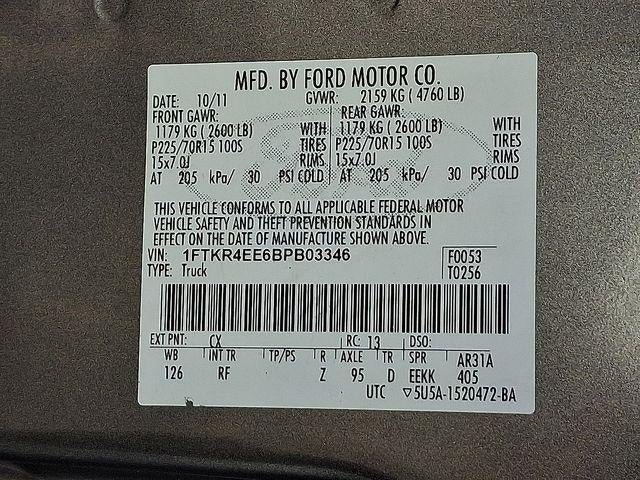 MFD. BY FORD MOTOR CO.
DATE: 10/11 GVWR: 2159 KG ( 4760 LB)
FRONT GAWR: REAR GAWR:
1179 KG ( 2600 LB) WITH 1179 KG ( 2600 LB) WITH
P225/70R15 100S TIRES P225/70R15 100S TIRES
15x7.0J RIMS 15x7.0J RIMS
AT 205 kPa/ 30 PSI COLD AT 205 kPa/ 30 PSI COLD
THIS VEHICLE CONFORMS TO ALL APPLICABLE FEDERAL MOTOR
VEHICLE SAFETY AND THEFT PREVENTION STANDARDS IN
EFFECT ON THE DATE OF MANUFACTURE SHOWN ABOVE.
VIN: 1FTKR4EE6BPB03346 F0053
TYPE: Truck T0256
EXT PNT: CX RC: 13 DSO:
WB INT TR TP/PS R AXLE TR SPR AR31A
126 RF Z 95 D EEKK 405
UTC ▽5U5A-1520472-BA